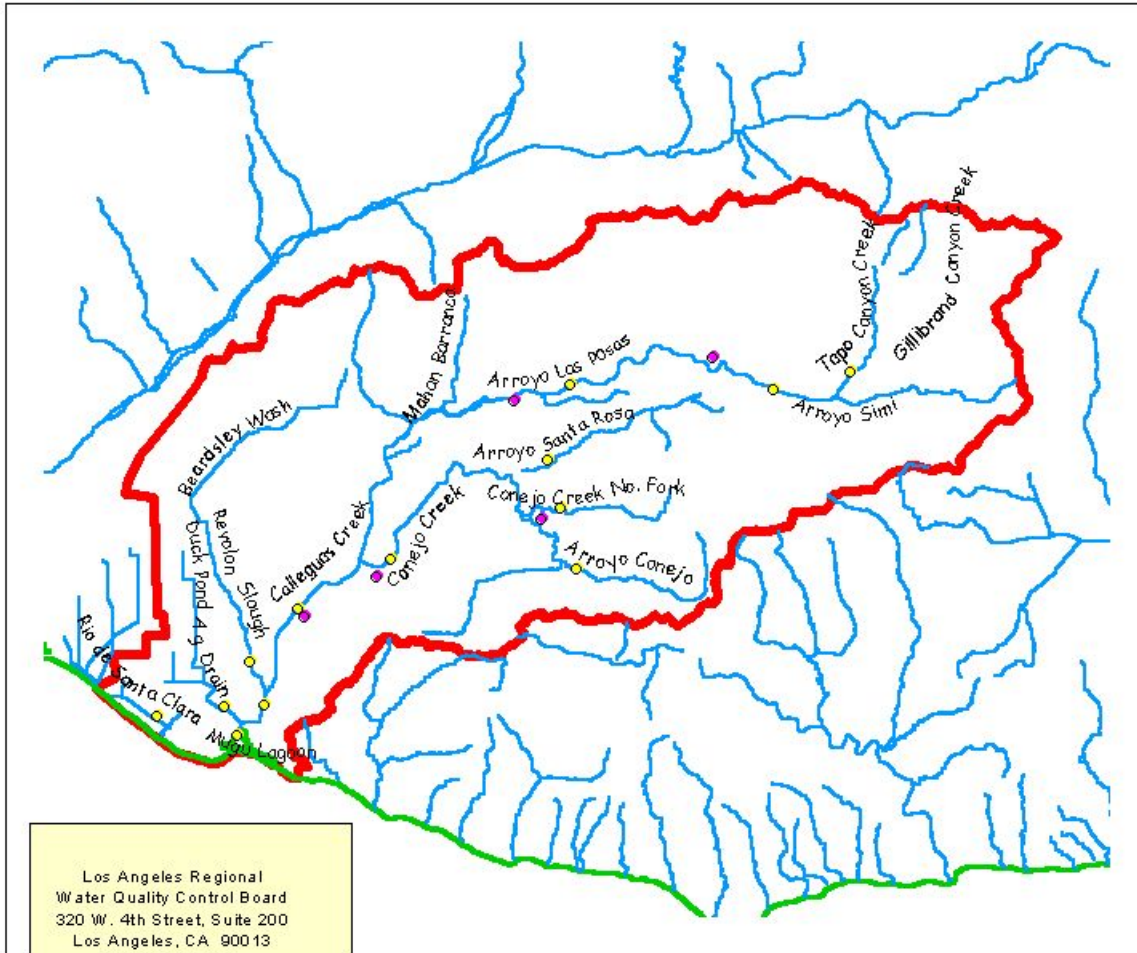 Gillibrand Canyon Creek
Tapo Canyon Creek
Mahan Barranca
Arroyo Las Posas
Arroyo Simi
Beardsley Wash
Arroyo Santa Rosa
Conejo Creek No. Fork
Revolon Slough
Duck Pond Ag. Drain
Calleguas Creek
Conejo Creek
Arroyo Conejo
Rio de Santa Clara
Mugu Lagoon
Los Angeles Regional
Water Quality Control Board
320 W. 4th Street, Suite 200
Los Angeles, CA 90013